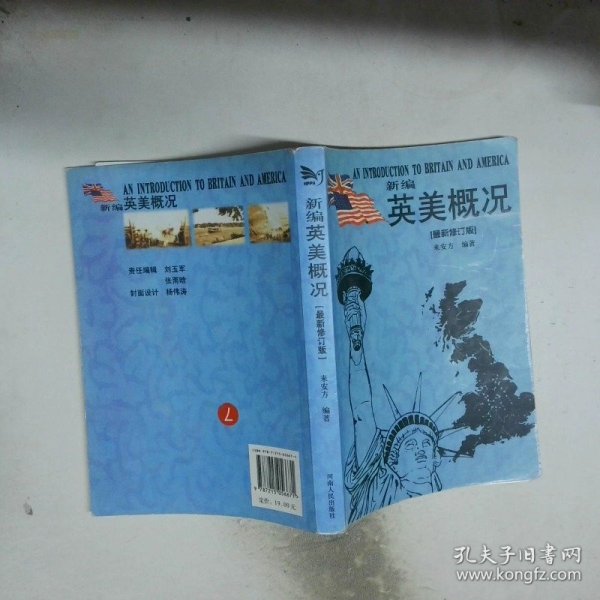 AN INTRODUCTION TO BRITAIN AND AMERICA
新编英美概况
责任编辑 刘玉军
张雨晗
封面设计 杨伟涛
7
定价：19.00元
新编英美概况
[最新修订版]
来安方 编著
河南人民出版社
AN INTRODUCTION TO BRITAIN AND AMERICA
新编
英美概况
[最新修订版]
来安方 编著
孔夫子旧书网
www.kongfz.com